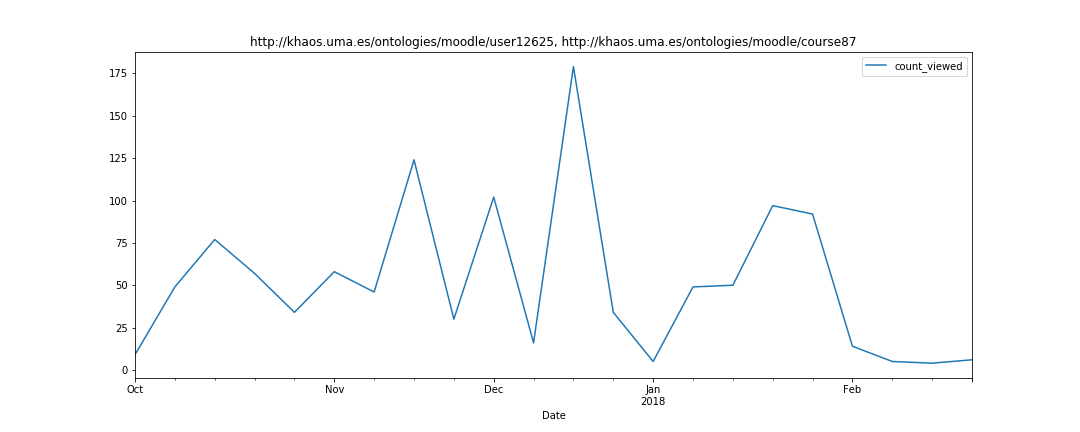 http://khaos.uma.es/ontologies/moodle/user12625, http://khaos.uma.es/ontologies/moodle/course87
count_viewed
175
150
125
100
75
50
25
0
Oct
Nov
Dec
Jan
2018
Feb
Date